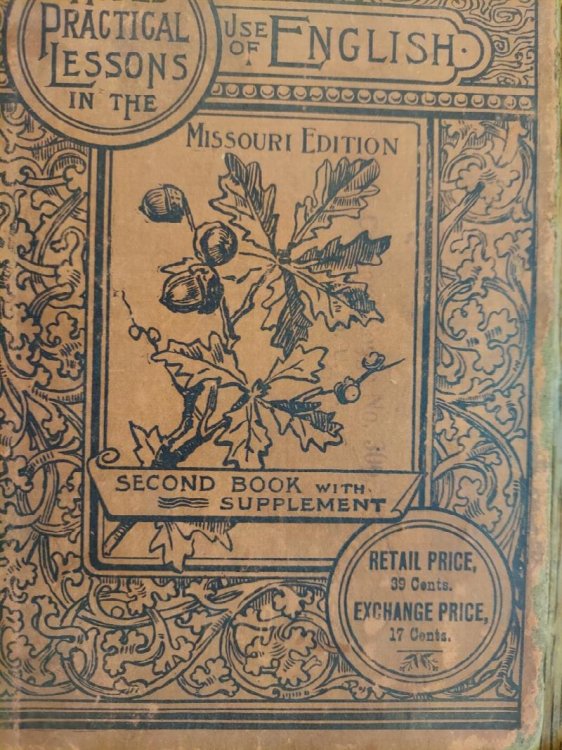 PRACTICAL
LESSONS
IN THE
USE
OF
ENGLISH.
MISSOURI EDITION
SECOND BOOK WITH
SUPPLEMENT
RETAIL PRICE,
39 Cents.
EXCHANGE PRICE,
17 Cents.